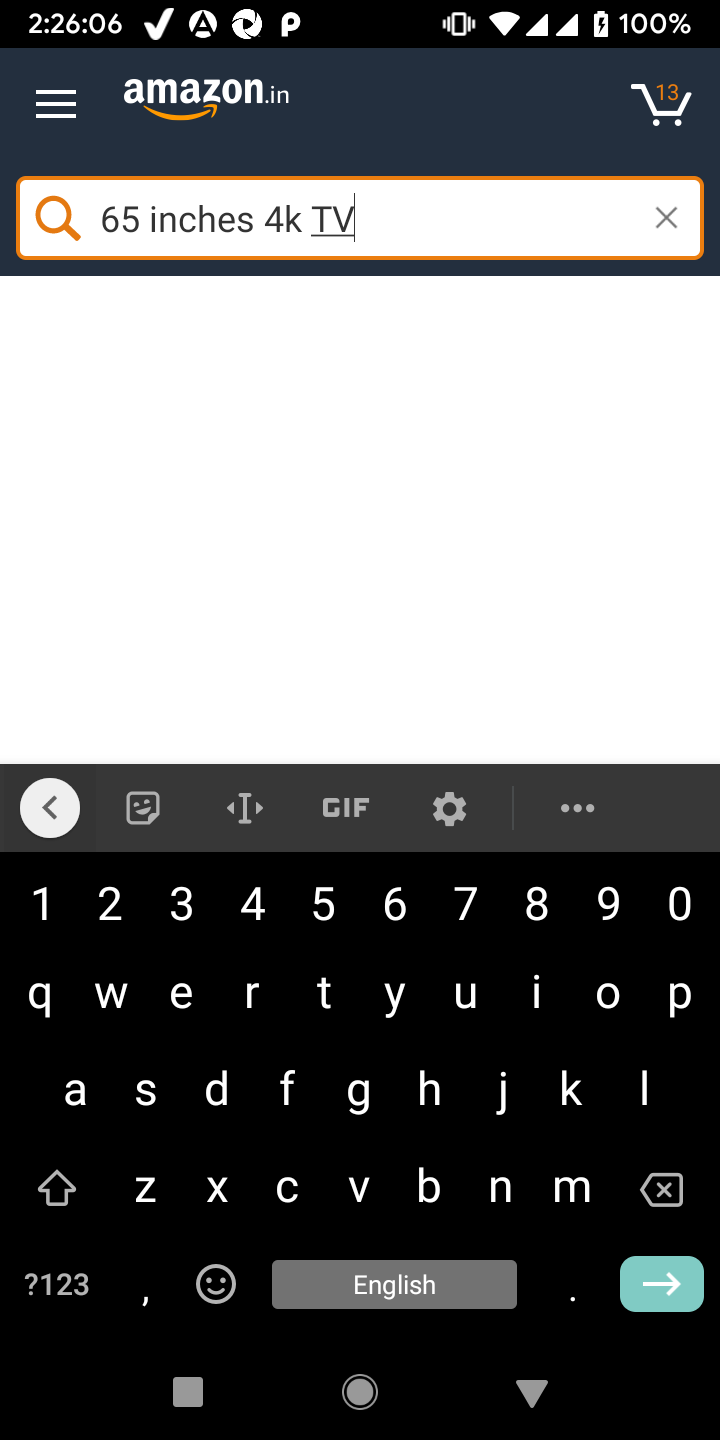 2:26:06 100%
amazon.in 13
65 inches 4k TV
GIF
1 2 3 4 5 6 7 8 9 0
q w e r t y u i o p
a s d f g h j k l
z x c v b n m
?123 , English .